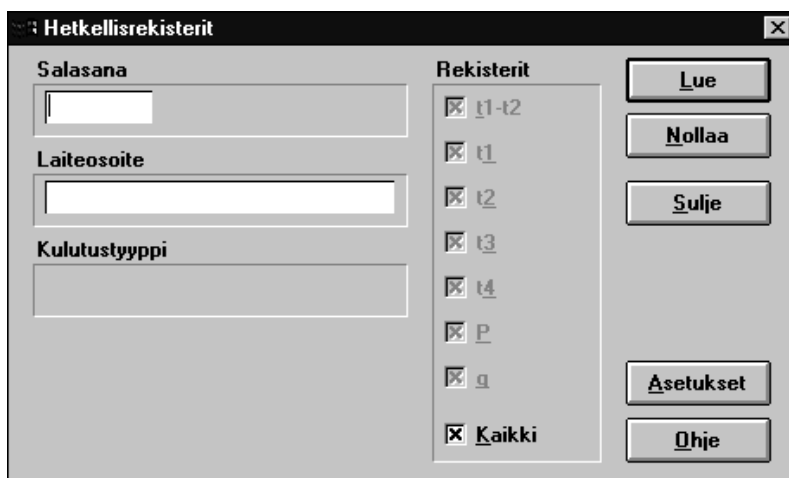 Hetkellisrekisterit
Salasana
Laiteosoite
Kulutustyyppi
Rekisterit
t1-t2
t1
t2
t3
t4
P
q
Kaikki
Lue
Nollaa
Sulje
Asetukset
Ohje